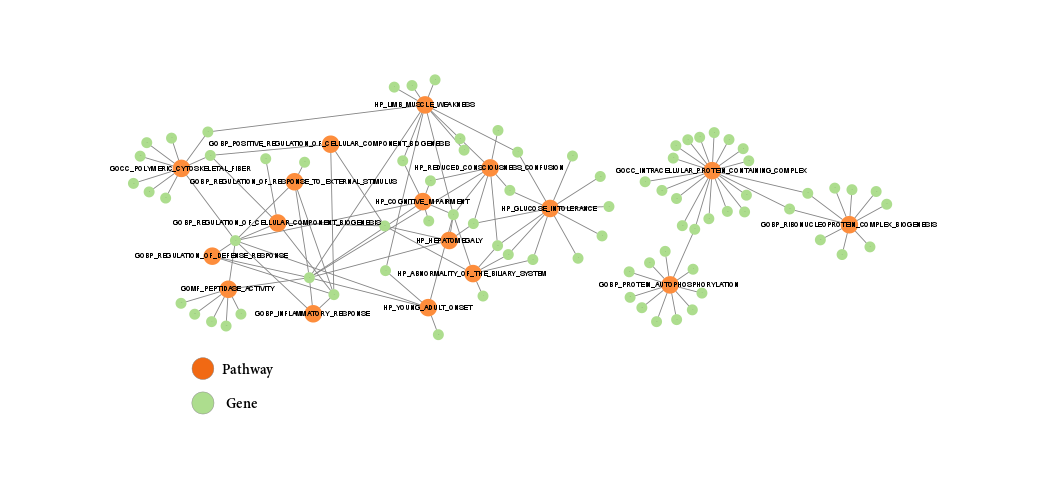 HP_LIMB_MUSCLE_WEAKNESS
GOBP_POSITIVE_REGULATION_OF_CELLULAR_COMPONENT_BIOGENESIS
GOCC_POLYMERIC_CYTOSKELETAL_FIBER
HP_REDUCED_CONSCIOUSNESS_CONFUSION
GOCC_INTRACELLULAR_PROTEIN_CONTAINING_COMPLEX
GOBP_REGULATION_OF_RESPONSE_TO_EXTERNAL_STIMULUS
HP_COGNITIVE_IMPAIRMENT
HP_GLUCOSE_INTOLERANCE
GOBP_REGULATION_OF_CELLULAR_COMPONENT_BIOGENESIS
GOBP_RIBONUCLEOPROTEIN_COMPLEX_BIOGENESIS
HP_HEPATOMEGALY
GOBP_REGULATION_OF_DEFENSE_RESPONSE
HP_ABNORMALITY_OF_THE_BILIARY_SYSTEM
GOBP_PROTEIN_AUTOPHOSPHORYLATION
GOMF_PEPTIDASE_ACTIVITY
HP_YOUNG_ADULT_ONSET
GOBP_INFLAMMATORY_RESPONSE
Pathway
Gene